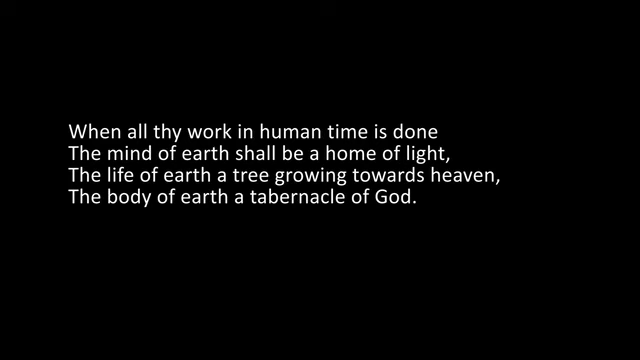 When all thy work in human time is done
The mind of earth shall be a home of light,
The life of earth a tree growing towards heaven,
The body of earth a tabernacle of God.